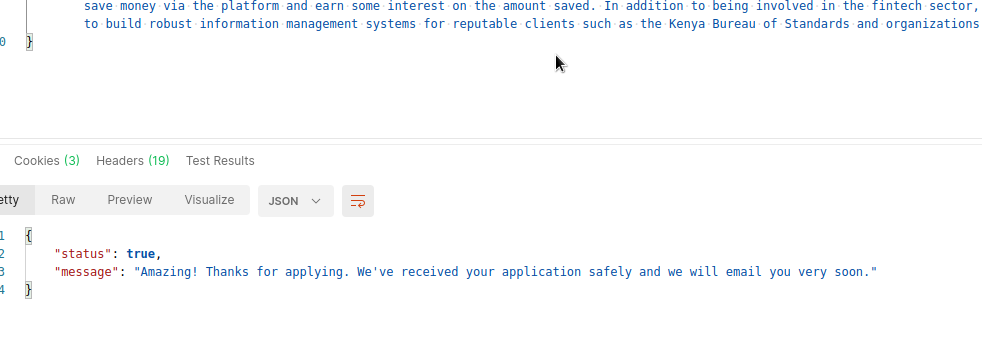 save money via the platform and earn some interest on the amount saved. In addition to being involved in the fintech sector,
to build robust information management systems for reputable clients such as the Kenya Bureau of Standards and organizations
0 }
Cookies (3) Headers (19) Test Results
etty Raw Preview Visualize JSON
1 {
2 "status": true,
3 "message": "Amazing! Thanks for applying. We've received your application safely and we will email you very soon."
4 }